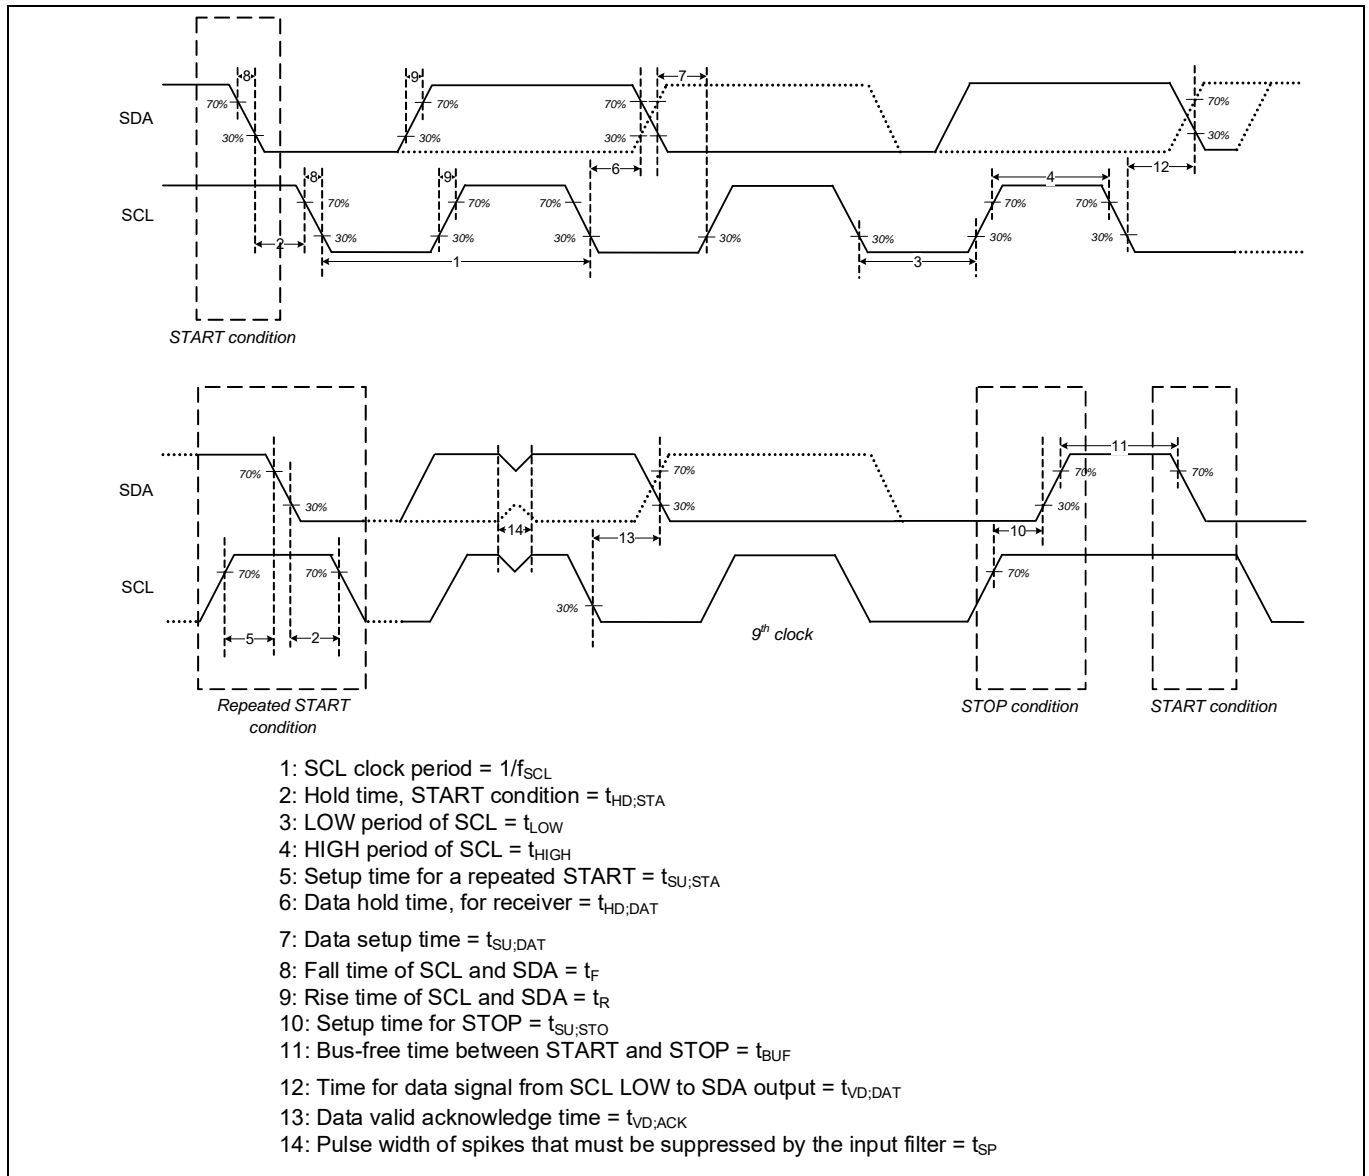 8 9 7
70% 70% 70% 70%
SDA
30% 30% 30% 30%
6 12
8 9 4
70% 70% 70% 70% 70%
SCL
30% 30% 30% 30% 30% 30% 30%
2 1 3
START condition
11
70% 70% 70% 70%
SDA
30% 30% 30%
14 13 10
70% 70% 70%
SCL
30%
5 2 9th clock
Repeated START STOP condition START condition
condition
1: SCL clock period = 1/fSCL
2: Hold time, START condition = tHD;STA
3: LOW period of SCL = tLOW
4: HIGH period of SCL = tHIGH
5: Setup time for a repeated START = tSU;STA
6: Data hold time, for receiver = tHD;DAT
7: Data setup time = tSU;DAT
8: Fall time of SCL and SDA = tF
9: Rise time of SCL and SDA = tR
10: Setup time for STOP = tSU;STO
11: Bus-free time between START and STOP = tBUF
12: Time for data signal from SCL LOW to SDA output = tVD;DAT
13: Data valid acknowledge time = tVD;ACK
14: Pulse width of spikes that must be suppressed by the input filter = tSP